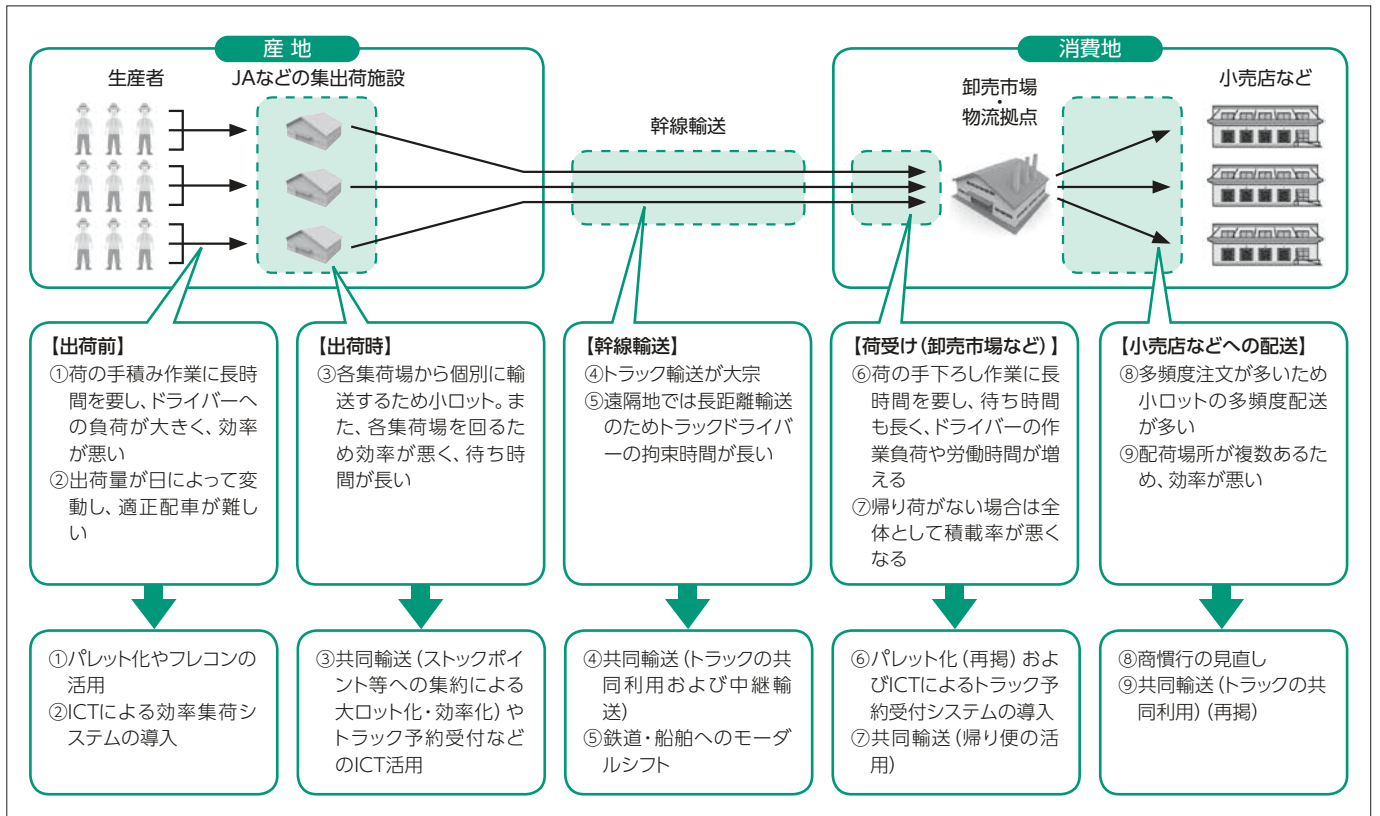 産 地
消費地
生産者
JAなどの集出荷施設
幹線輸送
卸売市場
・
物流拠点
小売店など
【出荷前】
①荷の手積み作業に長時
間を要し、ドライバーへ
の負荷が大きく、効率
が悪い
②出荷量が日によって変
動し、適正配車が難し
い
【出荷時】
③各集荷場から個別に輸
送するため小ロット。ま
た、各集荷場を回るた
め効率が悪く、待ち時
間が長い
【幹線輸送】
④トラック輸送が大宗
⑤遠隔地では長距離輸送
のためトラックドライバ
ーの拘束時間が長い
【荷受け(卸売市場など)】
⑥荷の手下ろし作業に長
時間を要し、待ち時間
も長く、ドライバーの作
業負荷や労働時間が増
える
⑦帰り荷がない場合は全
体として積載率が悪く
なる
【小売店などへの配送】
⑧多頻度注文が多いため
小ロットの多頻度配送
が多い
⑨配荷場所が複数あるた
め、効率が悪い
①パレット化やフレコンの
活用
②ICTによる効率集荷シ
ステムの導入
③共同輸送(ストックポイ
ント等への集約による
大ロット化・効率化)や
トラック予約受付など
のICT活用
④共同輸送(トラックの共
同利用および中継輸
送)
⑤鉄道・船舶へのモーダ
ルシフト
⑥パレット化(再掲)およ
びICTによるトラック予
約受付システムの導入
⑦共同輸送(帰り便の活
用)
⑧商慣行の見直し
⑨共同輸送(トラックの共
同利用)(再掲)